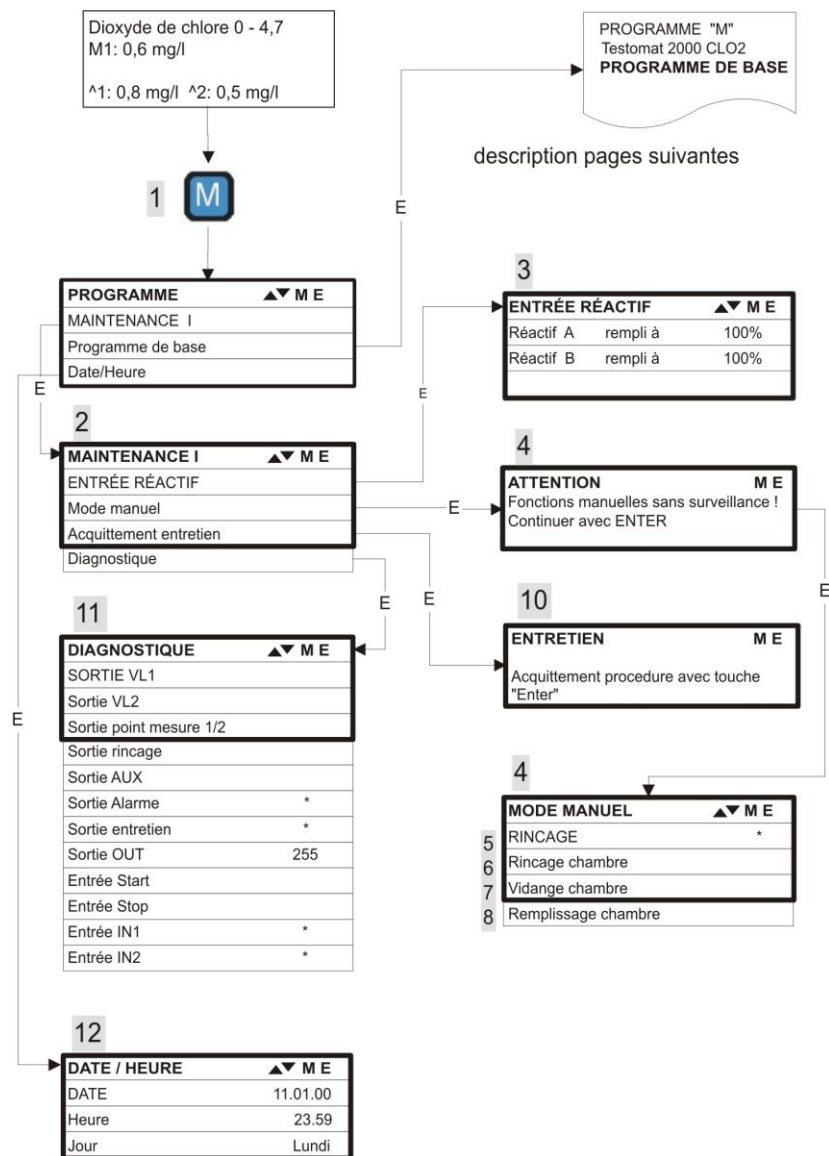 Dioxyde de chlore 0 - 4,7
M1: 0,6 mg/l
^1: 0,8 mg/l ^2: 0,5 mg/l
PROGRAMME "M"
Testomat 2000 CLO2
PROGRAMME DE BASE
description pages suivantes
1
M
E
PROGRAMME ▲▼ M E
MAINTENANCE I
Programme de base
Date/Heure
E
3
ENTRÉE RÉACTIF ▲▼ M E
Réactif A rempli à 100%
Réactif B rempli à 100%
E
2
MAINTENANCE I ▲▼ M E
ENTRÉE RÉACTIF
Mode manuel
Acquittement entretien
Diagnostique
E
4
ATTENTION M E
Fonctions manuelles sans surveillance !
Continuer avec ENTER
E
E
E
10
ENTRETIEN M E
Acquittement procedure avec touche
"Enter"
11
DIAGNOSTIQUE ▲▼ M E
SORTIE VL1
Sortie VL2
Sortie point mesure 1/2
Sortie rincage
Sortie AUX
Sortie Alarme *
Sortie entretien *
Sortie OUT 255
Entrée Start
Entrée Stop
Entrée IN1 *
Entrée IN2 *
E
4
MODE MANUEL ▲▼ M E
5 RINCAGE *
6 Rincage chambre
7 Vidange chambre
8 Remplissage chambre
12
DATE / HEURE ▲▼ M E
DATE 11.01.00
Heure 23.59
Jour Lundi